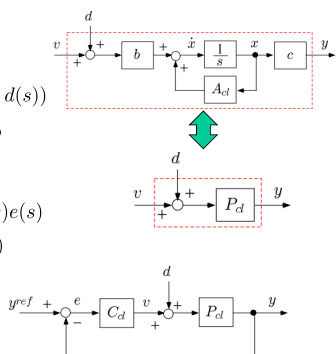 d
v + + b + + ẋ 1/s x c y
A_cl
d(s))
d
v + + P_cl y
)e(s)
)
d
y^ref + e − C_cl v + + P_cl y